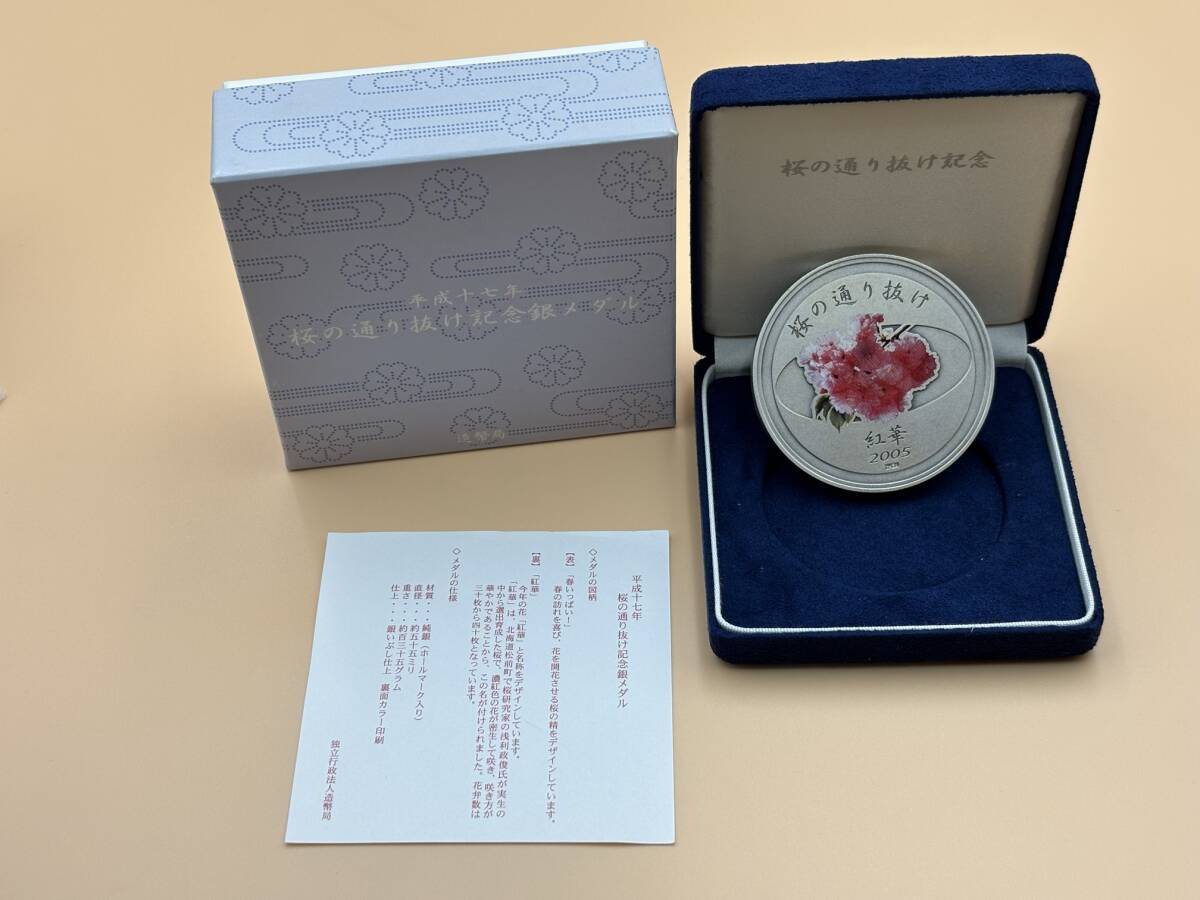 平成十七年
桜の通り抜け記念銀メダル
造幣局
桜の通り抜け記念
桜の通り抜け
紅華
2005
平成十七年
桜の通り抜け記念銀メダル
◇メダルの図柄
【表】「春いっぱい!」
春の訪れを喜び、花を開花させる桜の精をデザインしています。
【裏】「紅華」
今年の花「紅華」と名称をデザインしています。
「紅華」は、北海道松前町で桜研究家の浅利政俊氏が実生の
中から選出育成した桜で、濃紅色の花が密生して咲き、咲き方が
華やかであることから、この名が付けられました。花弁数は
三十枚から四十枚となっています。
◇メダルの仕様
材質・・・純銀（ホールマーク入り）
直径・・・約五十五ミリ
重さ・・・約百三十五グラム
仕上・・・銀いぶし仕上 裏面カラー印刷
独立行政法人造幣局